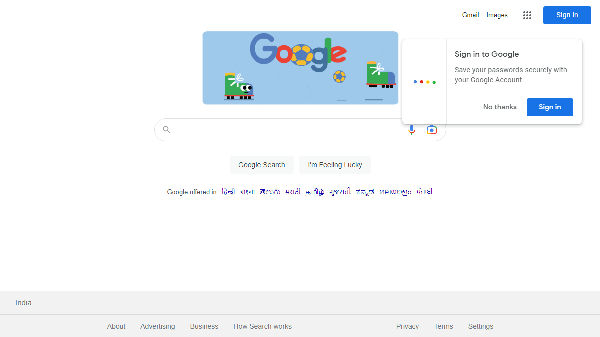 Gmail Images Sign in
Google
Sign in to Google
Save your passwords securely with
your Google Account
No thanks Sign in
Google Search I'm Feeling Lucky
Google offered in: हिन्दी বাংলা తెలుగు मराठी தமிழ் ગુજરાતી ಕನ್ನಡ മലയാളം ਪੰਜਾਬੀ
India
About Advertising Business How Search works Privacy Terms Settings